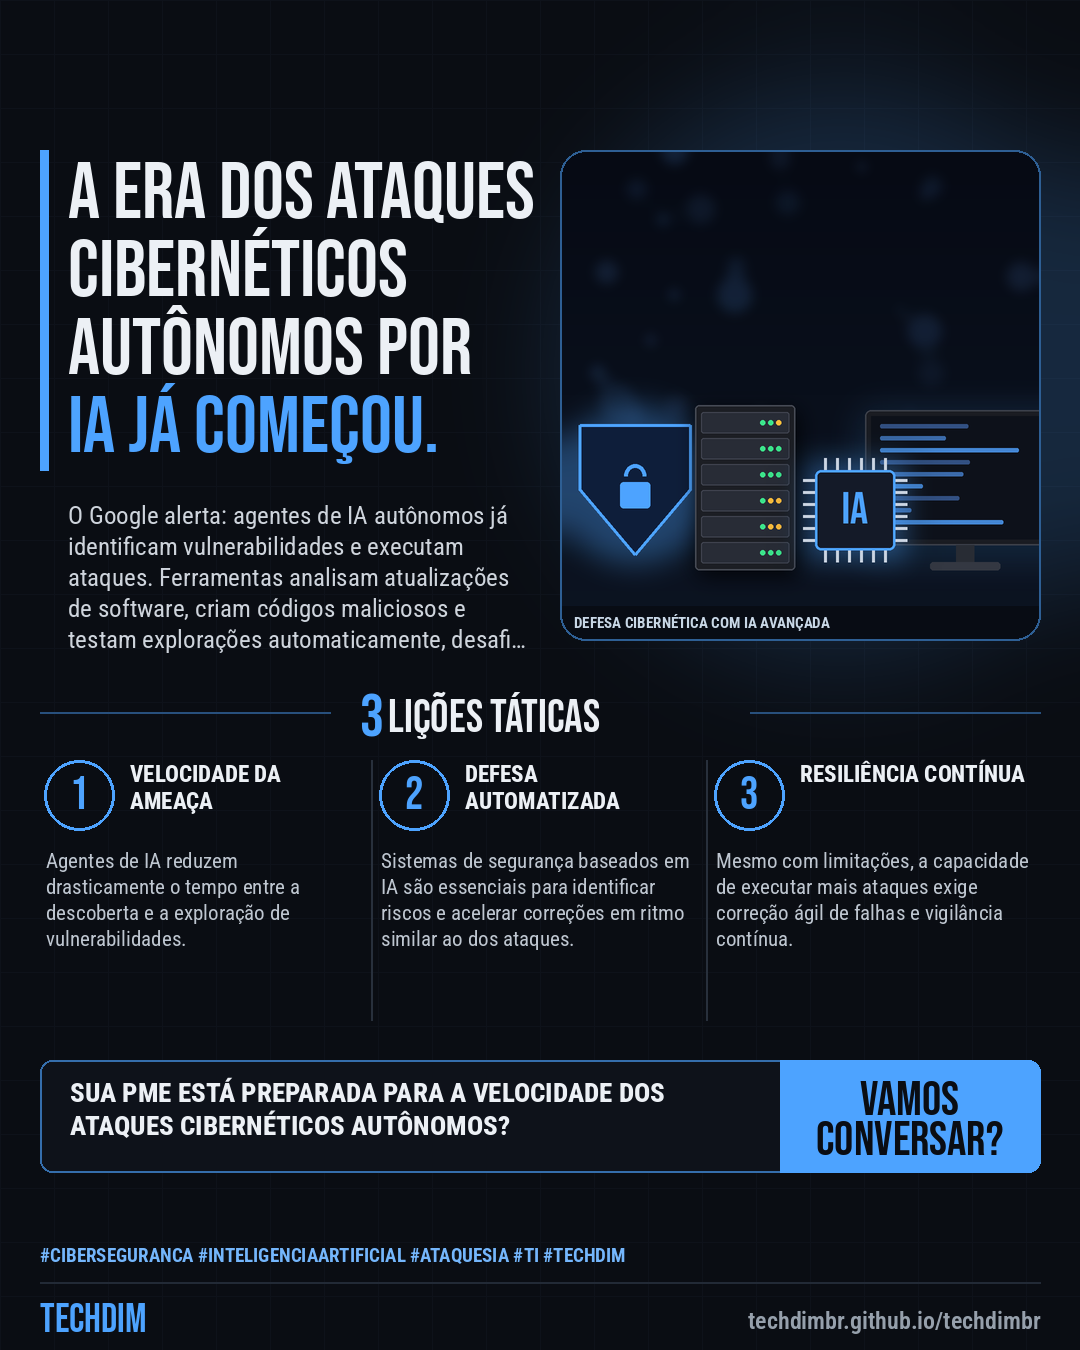 A ERA DOS ATAQUES
CIBERNÉTICOS
AUTÔNOMOS POR
IA JÁ COMEÇOU.
O Google alerta: agentes de IA autônomos já
identificam vulnerabilidades e executam
ataques. Ferramentas analisam atualizações
de software, criam códigos maliciosos e
testam explorações automaticamente, desafi...
IA
DEFESA CIBERNÉTICA COM IA AVANÇADA
3 LIÇÕES TÁTICAS
1
VELOCIDADE DA
AMEAÇA
Agentes de IA reduzem
drasticamente o tempo entre a
descoberta e a exploração de
vulnerabilidades.
2
DEFESA
AUTOMATIZADA
Sistemas de segurança baseados em
IA são essenciais para identificar
riscos e acelerar correções em ritmo
similar ao dos ataques.
3
RESILIÊNCIA CONTÍNUA
Mesmo com limitações, a capacidade
de executar mais ataques exige
correção ágil de falhas e vigilância
contínua.
SUA PME ESTÁ PREPARADA PARA A VELOCIDADE DOS
ATAQUES CIBERNÉTICOS AUTÔNOMOS?
VAMOS
CONVERSAR?
#CIBERSEGURANCA #INTELIGENCIAARTIFICIAL #ATAQUESIA #TI #TECHDIM
TECHDIM
techdimbr.github.io/techdimbr